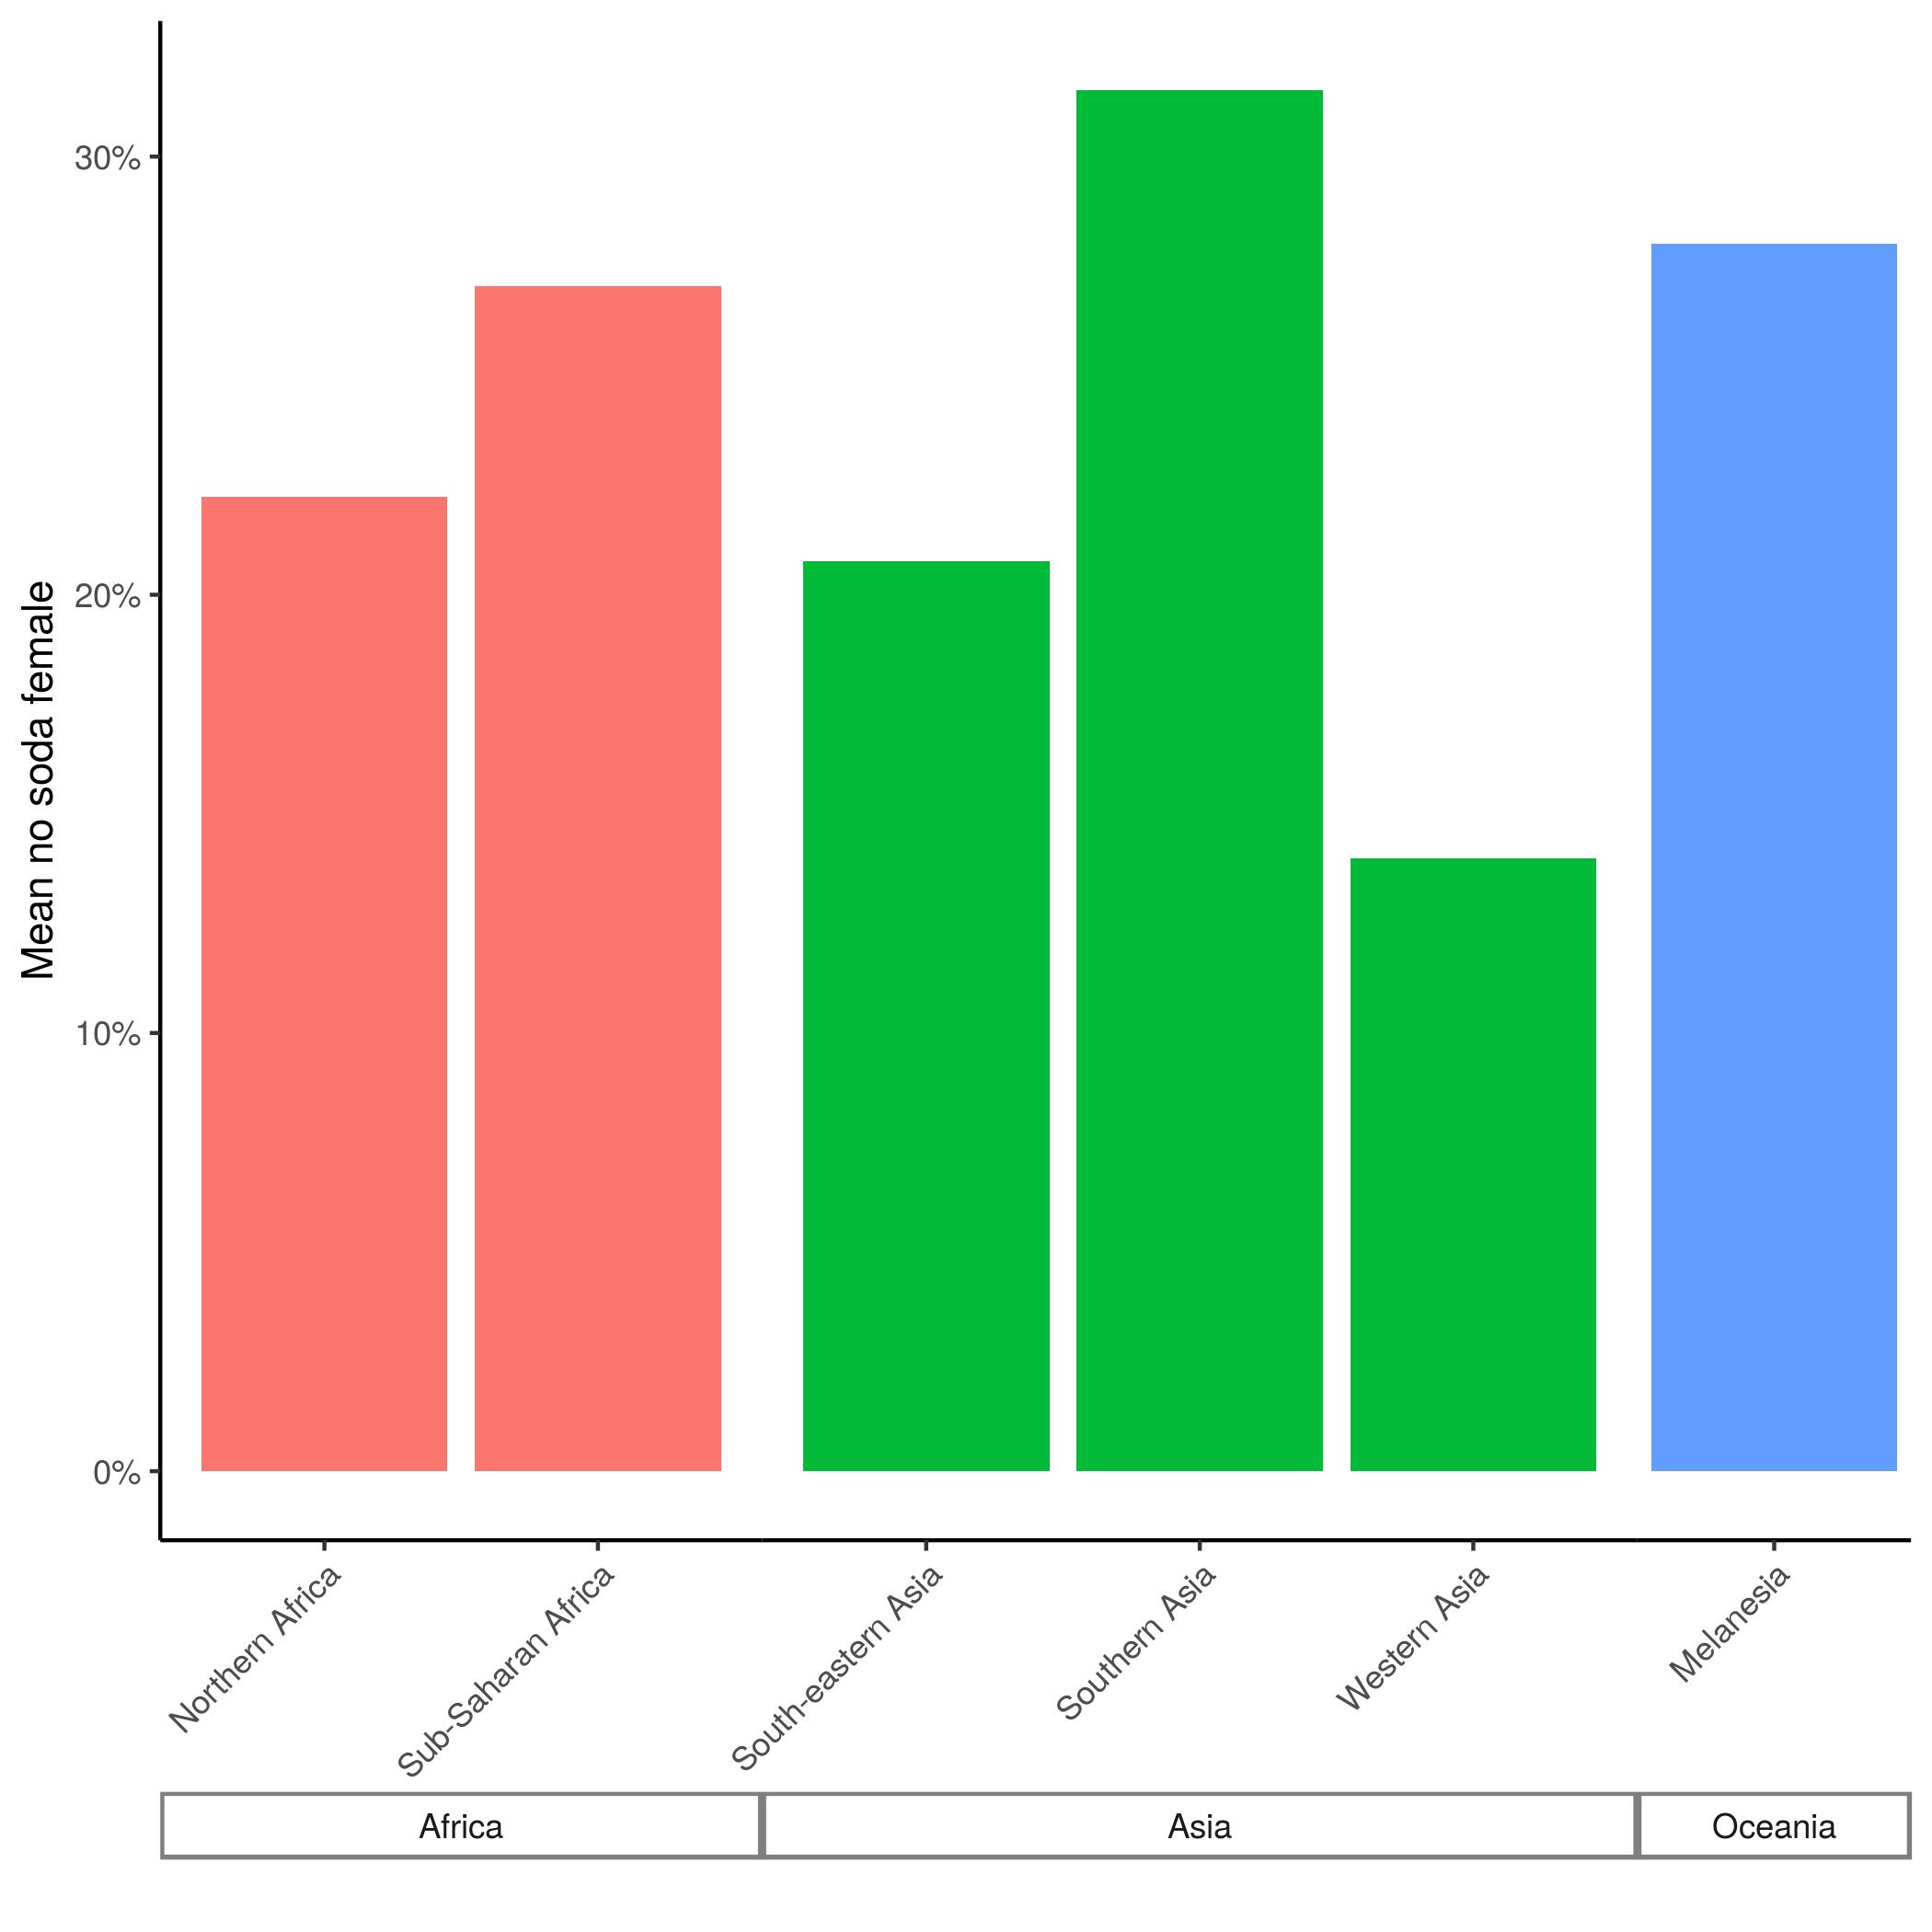 Mean no soda female
30%
20%
10%
0%
Northern Africa
Sub-Saharan Africa
South-eastern Asia
Southern Asia
Western Asia
Melanesia
Africa
Asia
Oceania